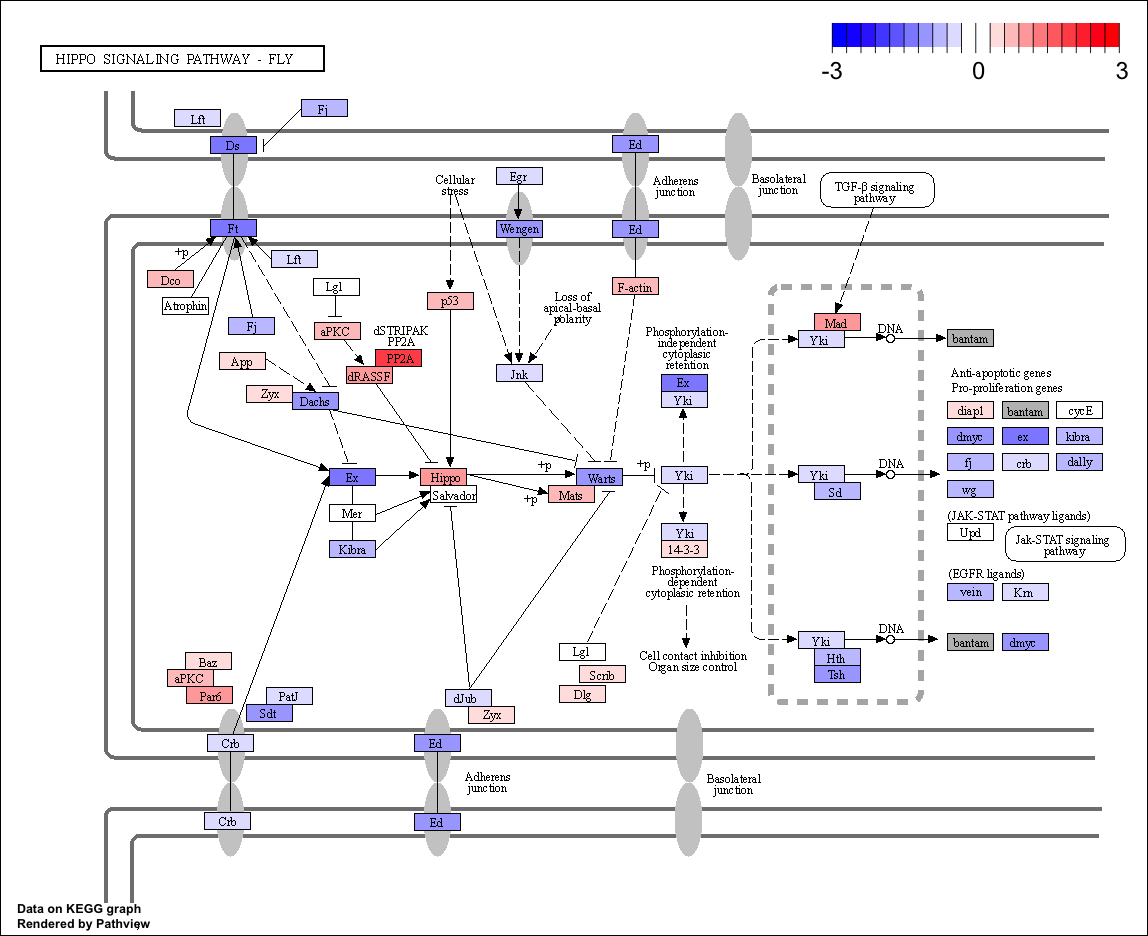 HIPPO SIGNALING PATHWAY - FLY
-3
0
3
Lft
Fj
Ds
Ed
Egr
Cellular
stress
Adherens
junction
Basolateral
junction
TGF-β signaling
pathway
Ft
Wengen
Ed
+p
Lft
Dco
Atrophin
Lgl
p53
F-actin
Loss of
apical-basal
polarity
Fj
aPKC
dSTRIPAK
PP2A
PP2A
dRASSF
App
Zyx
Dachs
Jnk
Phosphorylation-
independent
cytoplasic
retention
Ex
Yki
Mad
Yki
DNA
bantam
Anti-apoptotic genes
Pro-proliferation genes
diap1
bantam
cycE
dmyc
ex
kibra
fj
crb
dally
wg
Ex
Hippo
Salvador
Mer
Kibra
+p
+p
Mats
Warts
+p
Yki
Yki
Sd
DNA
(JAK-STAT pathway ligands)
Upd
Jak-STAT signaling
pathway
Yki
14-3-3
Phosphorylation-
dependent
cytoplasic retention
(EGFR ligands)
vein
Krn
Yki
Hth
Tsh
DNA
bantam
dmyc
Lgl
Scrib
Dlg
Cell contact inhibition
Organ size control
Baz
aPKC
Par6
PatJ
Sdt
dJub
Zyx
Crb
Ed
Adherens
junction
Basolateral
junction
Crb
Ed
Data on KEGG graph
Rendered by Pathview